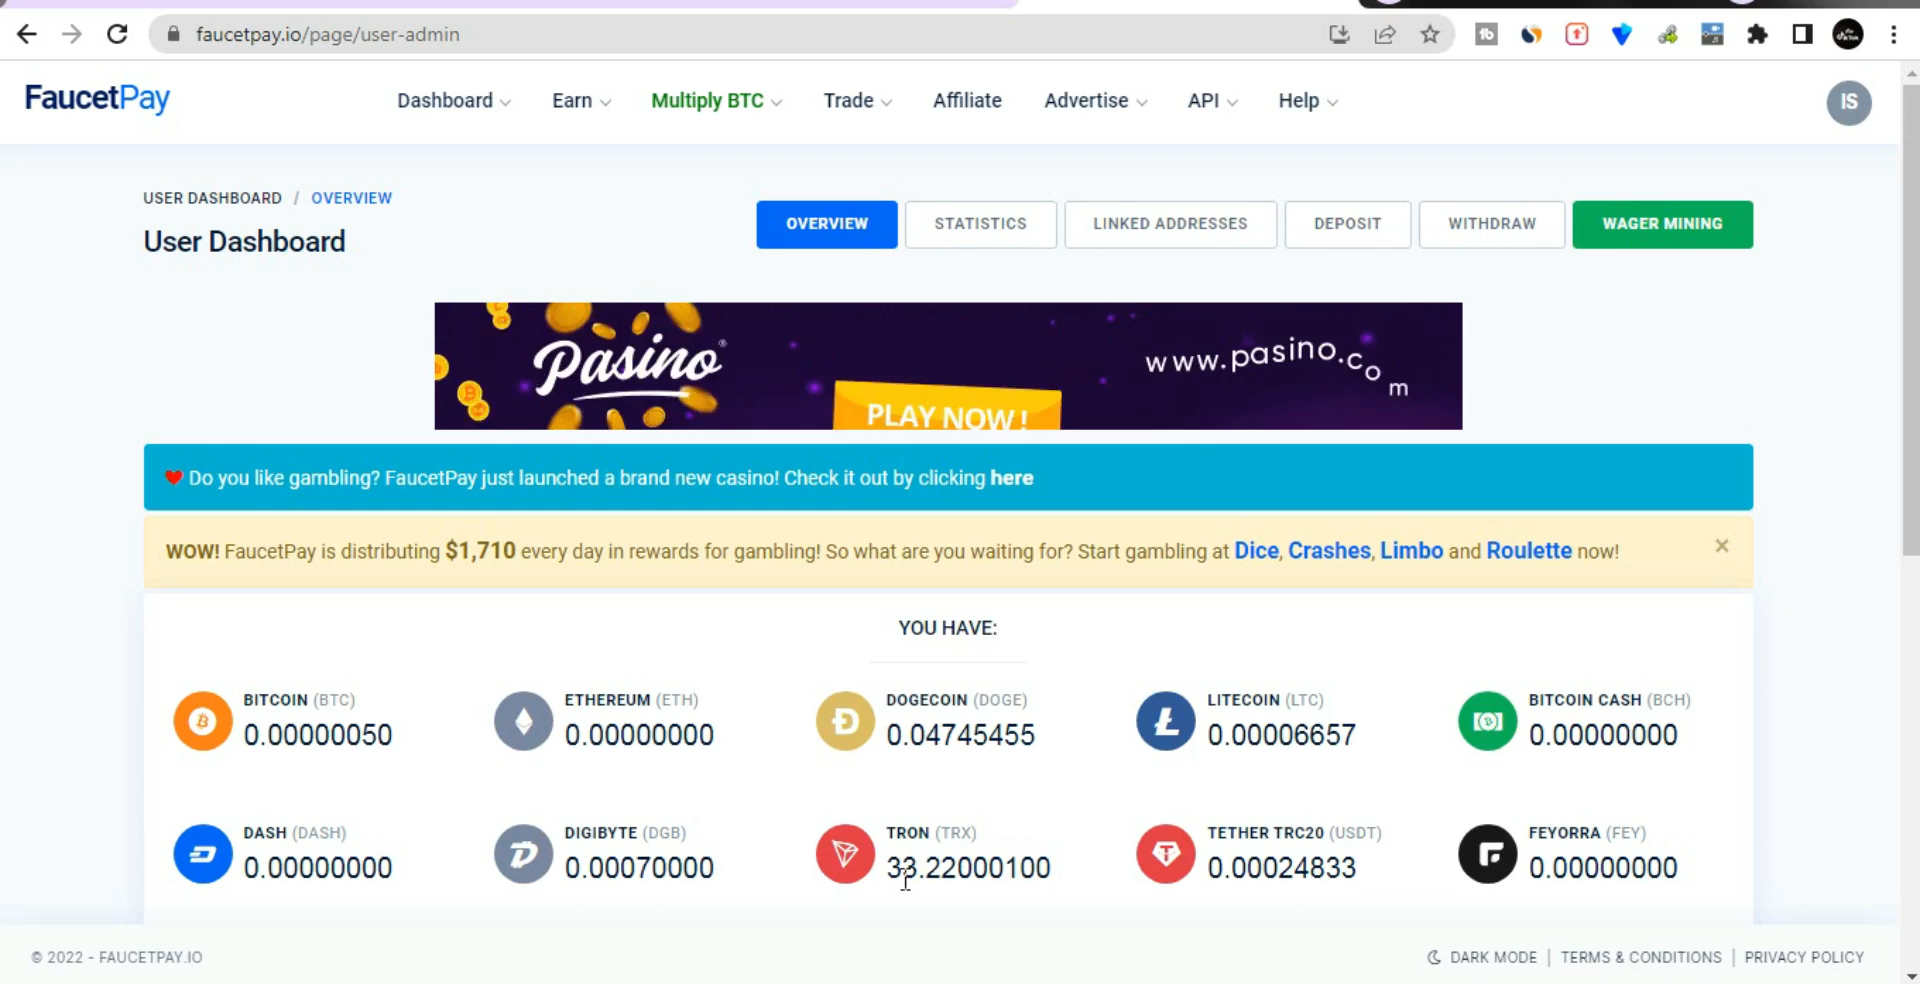 faucetpay.io/page/user-admin
FaucetPay
Dashboard Earn Multiply BTC Trade Affiliate Advertise API Help
IS
USER DASHBOARD / OVERVIEW
User Dashboard
OVERVIEW STATISTICS LINKED ADDRESSES DEPOSIT WITHDRAW WAGER MINING
Pasino®
www.pasino.com
PLAY NOW!
Do you like gambling? FaucetPay just launched a brand new casino! Check it out by clicking here
WOW! FaucetPay is distributing $1,710 every day in rewards for gambling! So what are you waiting for? Start gambling at Dice, Crashes, Limbo and Roulette now! ×
YOU HAVE:
BITCOIN (BTC) ETHEREUM (ETH) DOGECOIN (DOGE) LITECOIN (LTC) BITCOIN CASH (BCH)
0.00000050 0.00000000 0.04745455 0.00006657 0.00000000
DASH (DASH) DIGIBYTE (DGB) TRON (TRX) TETHER TRC20 (USDT) FEYORRA (FEY)
0.00000000 0.00070000 33.22000100 0.00024833 0.00000000
© 2022 - FAUCETPAY.IO
DARK MODE | TERMS & CONDITIONS | PRIVACY POLICY